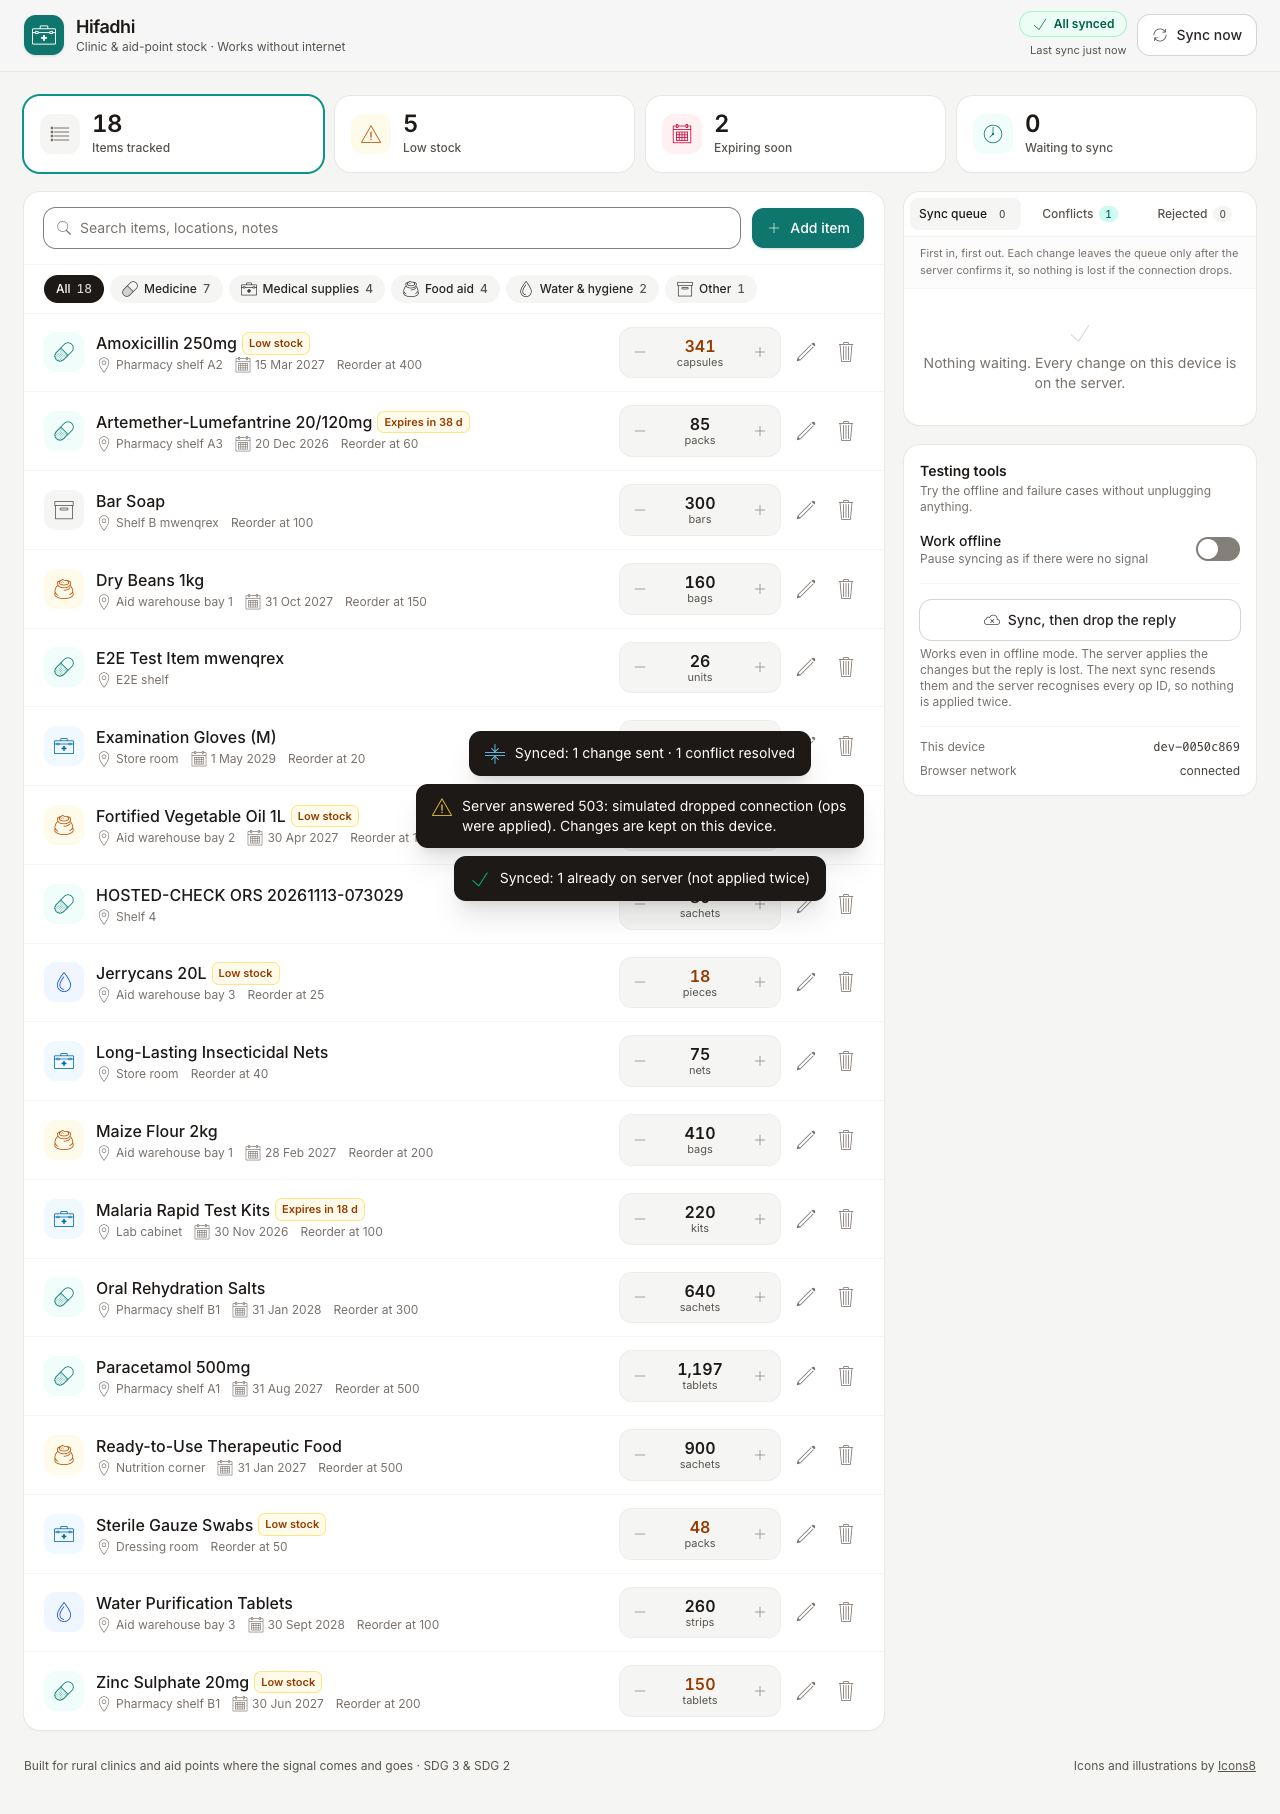 Hifadhi
Clinic & aid-point stock · Works without internet
All synced
Last sync just now
Sync now
18
Items tracked
5
Low stock
2
Expiring soon
0
Waiting to sync
Search items, locations, notes
Add item
All 18
Medicine 7
Medical supplies 4
Food aid 4
Water & hygiene 2
Other 1
Amoxicillin 250mg Low stock
Pharmacy shelf A2 15 Mar 2027 Reorder at 400
341
capsules
Artemether-Lumefantrine 20/120mg Expires in 38 d
Pharmacy shelf A3 20 Dec 2026 Reorder at 60
85
packs
Bar Soap
Shelf B mwenqrex Reorder at 100
300
bars
Dry Beans 1kg
Aid warehouse bay 1 31 Oct 2027 Reorder at 150
160
bags
E2E Test Item mwenqrex
E2E shelf
26
units
Examination Gloves (M)
Store room 1 May 2029 Reorder at 20
Synced: 1 change sent · 1 conflict resolved
Fortified Vegetable Oil 1L Low stock
Aid warehouse bay 2 30 Apr 2027 Reorder at
Server answered 503: simulated dropped connection (ops
were applied). Changes are kept on this device.
Synced: 1 already on server (not applied twice)
HOSTED-CHECK ORS 20261113-073029
Shelf 4
sachets
Jerrycans 20L Low stock
Aid warehouse bay 3 Reorder at 25
18
pieces
Long-Lasting Insecticidal Nets
Store room Reorder at 40
75
nets
Maize Flour 2kg
Aid warehouse bay 1 28 Feb 2027 Reorder at 200
410
bags
Malaria Rapid Test Kits Expires in 18 d
Lab cabinet 30 Nov 2026 Reorder at 100
220
kits
Oral Rehydration Salts
Pharmacy shelf B1 31 Jan 2028 Reorder at 300
640
sachets
Paracetamol 500mg
Pharmacy shelf A1 31 Aug 2027 Reorder at 500
1,197
tablets
Ready-to-Use Therapeutic Food
Nutrition corner 31 Jan 2027 Reorder at 500
900
sachets
Sterile Gauze Swabs Low stock
Dressing room Reorder at 50
48
packs
Water Purification Tablets
Aid warehouse bay 3 30 Sept 2028 Reorder at 100
260
strips
Zinc Sulphate 20mg Low stock
Pharmacy shelf B1 30 Jun 2027 Reorder at 200
150
tablets
Sync queue 0
Conflicts 1
Rejected 0
First in, first out. Each change leaves the queue only after the
server confirms it, so nothing is lost if the connection drops.
Nothing waiting. Every change on this device is
on the server.
Testing tools
Try the offline and failure cases without unplugging
anything.
Work offline
Pause syncing as if there were no signal
Sync, then drop the reply
Works even in offline mode. The server applies the
changes but the reply is lost. The next sync resends
them and the server recognises every op ID, so nothing
is applied twice.
This device dev-0050c869
Browser network connected
Built for rural clinics and aid points where the signal comes and goes · SDG 3 & SDG 2
Icons and illustrations by Icons8